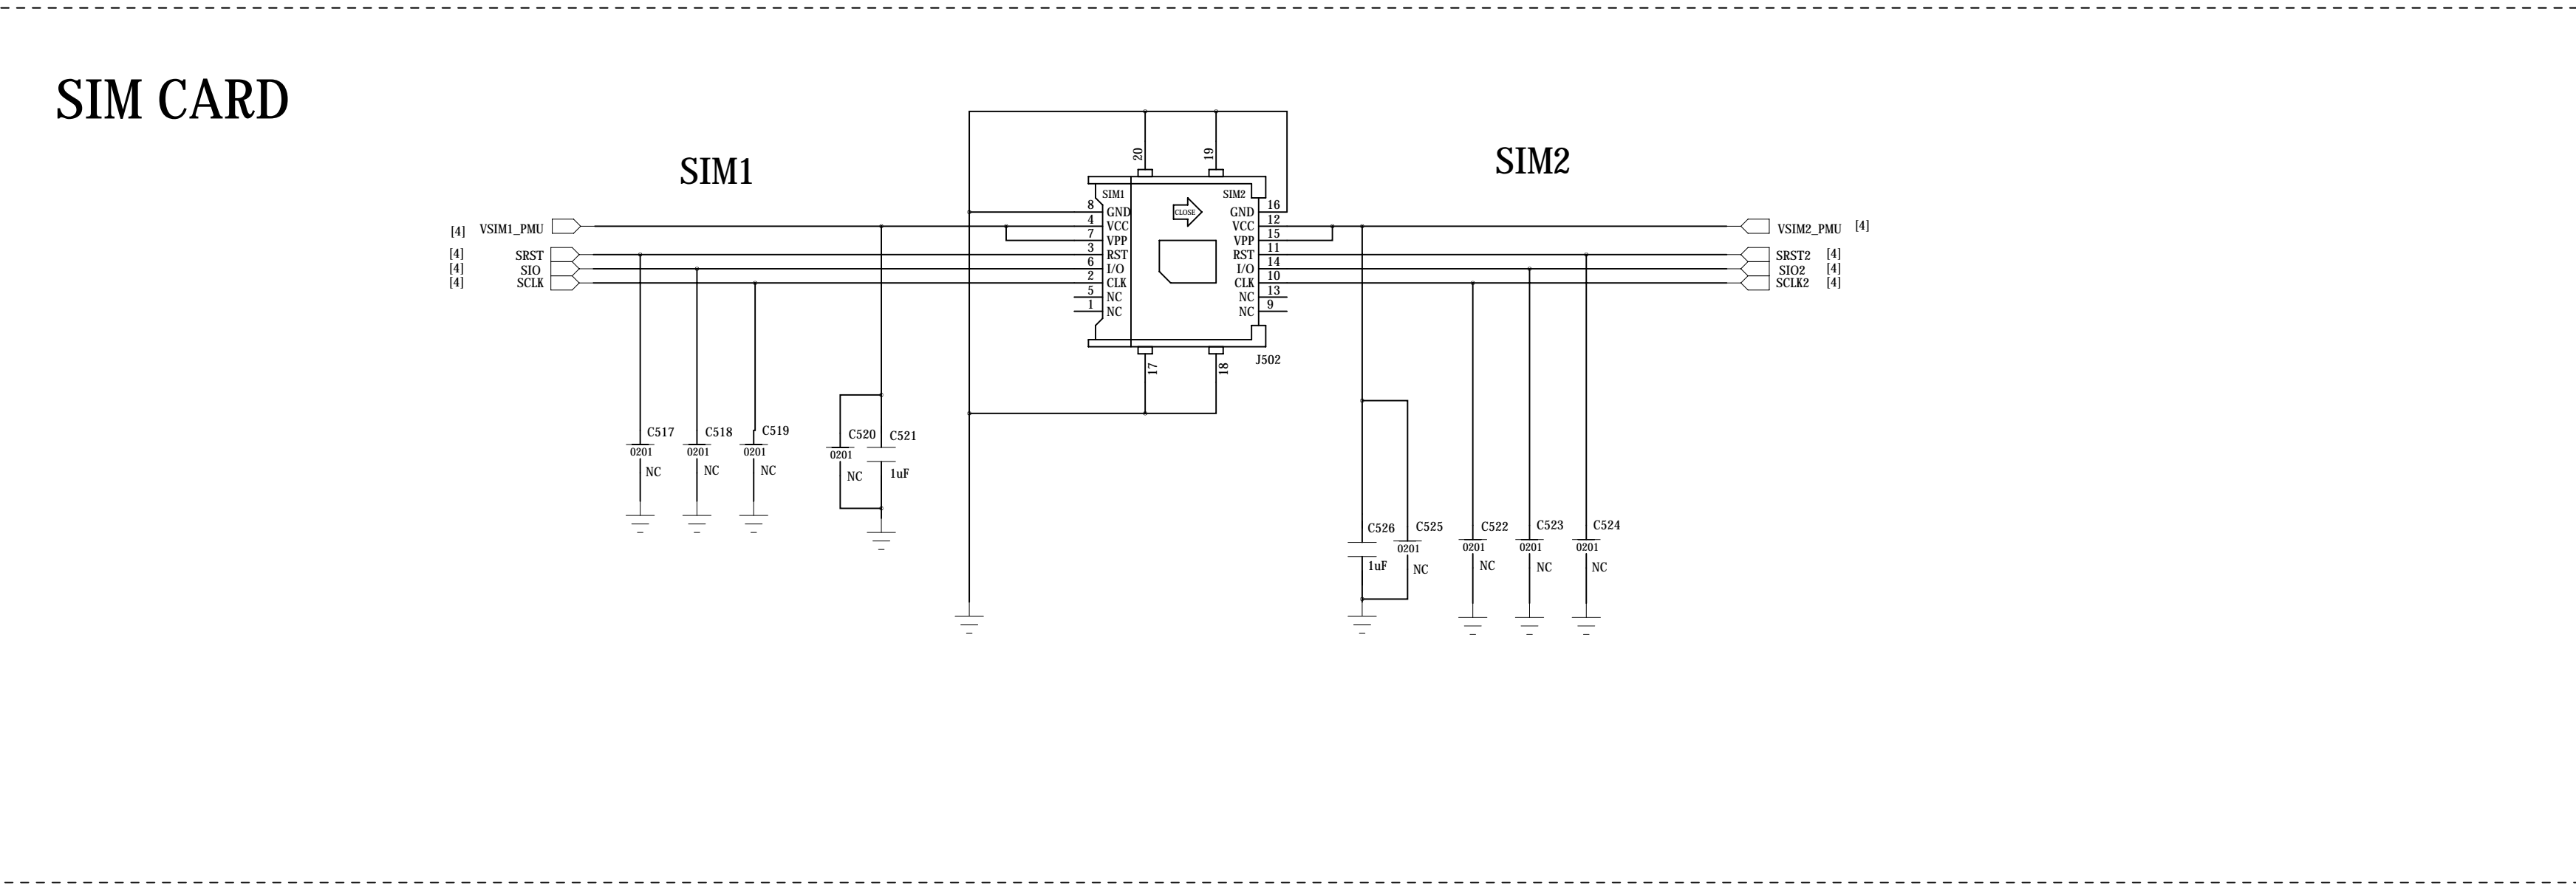 SIM CARD
SIM1
SIM2
20
19
SIM1
SIM2
CLOSE
8 GND
GND 16
[4] VSIM1_PMU
4 VCC
VCC 12
VSIM2_PMU [4]
7 VPP
VPP 15
[4] SRST
3 RST
RST 11
SRST2 [4]
[4] SIO
6 I/O
I/O 14
SIO2 [4]
[4] SCLK
2 CLK
CLK 10
SCLK2 [4]
5 NC
NC 13
1 NC
NC 9
J502
17
18
C517
0201
NC
C518
0201
NC
C519
0201
NC
C520
0201
NC
C521
1uF
C526
1uF
C525
0201
NC
C522
0201
NC
C523
0201
NC
C524
0201
NC